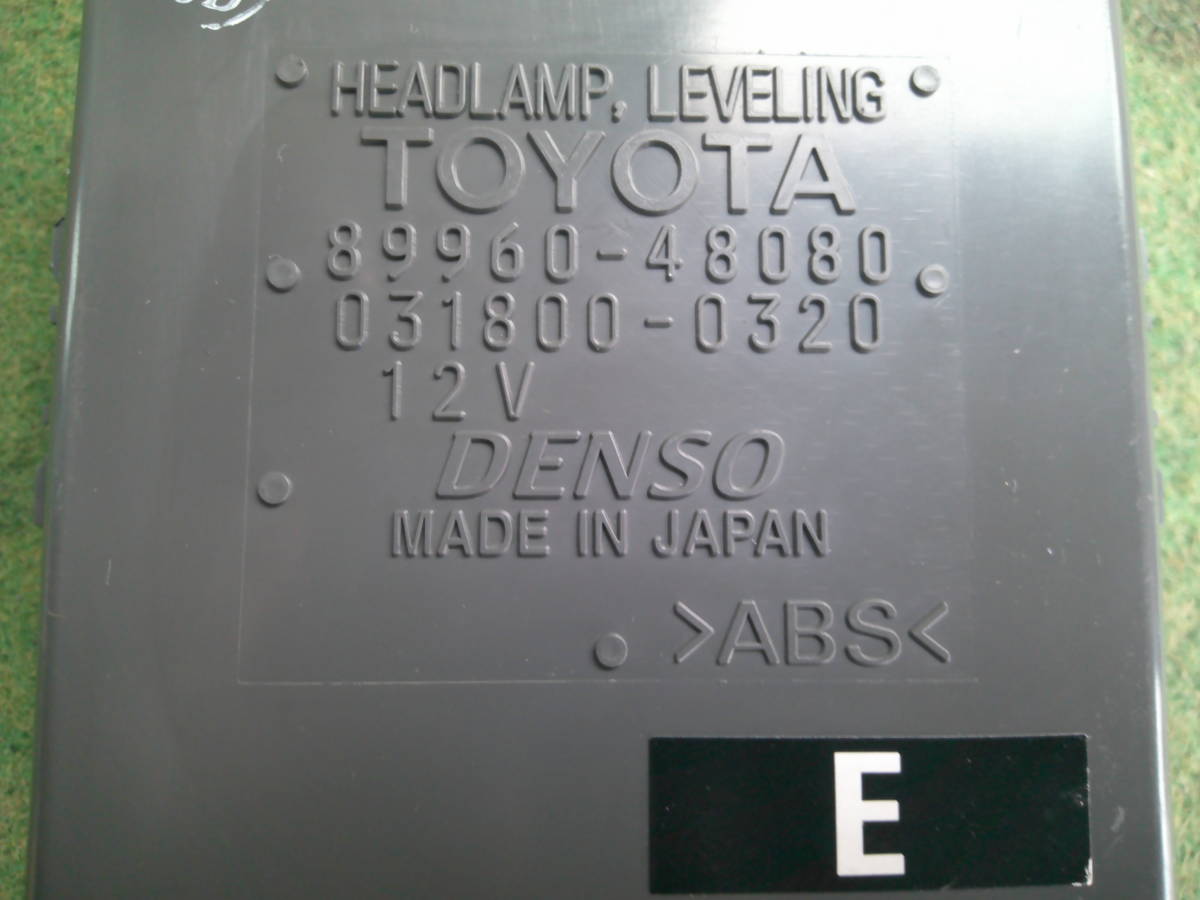 HEADLAMP, LEVELING
TOYOTA
89960-48080
031800-0320
12V
DENSO
MADE IN JAPAN
>ABS<
E